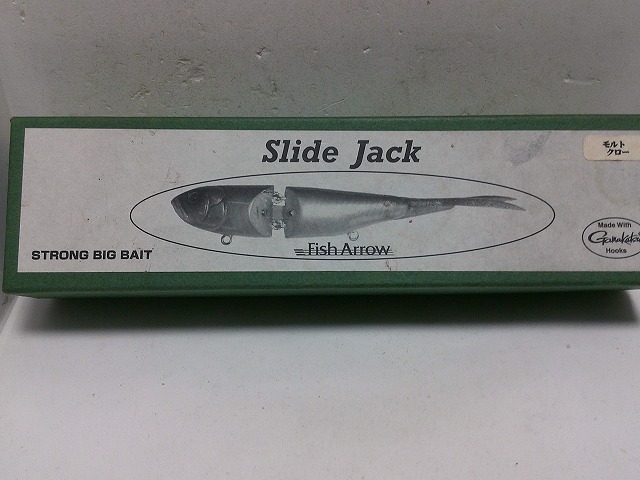 Slide Jack
モルト
クロー
Fish Arrow
STRONG BIG BAIT
Made With
Gamakatsu
Hooks